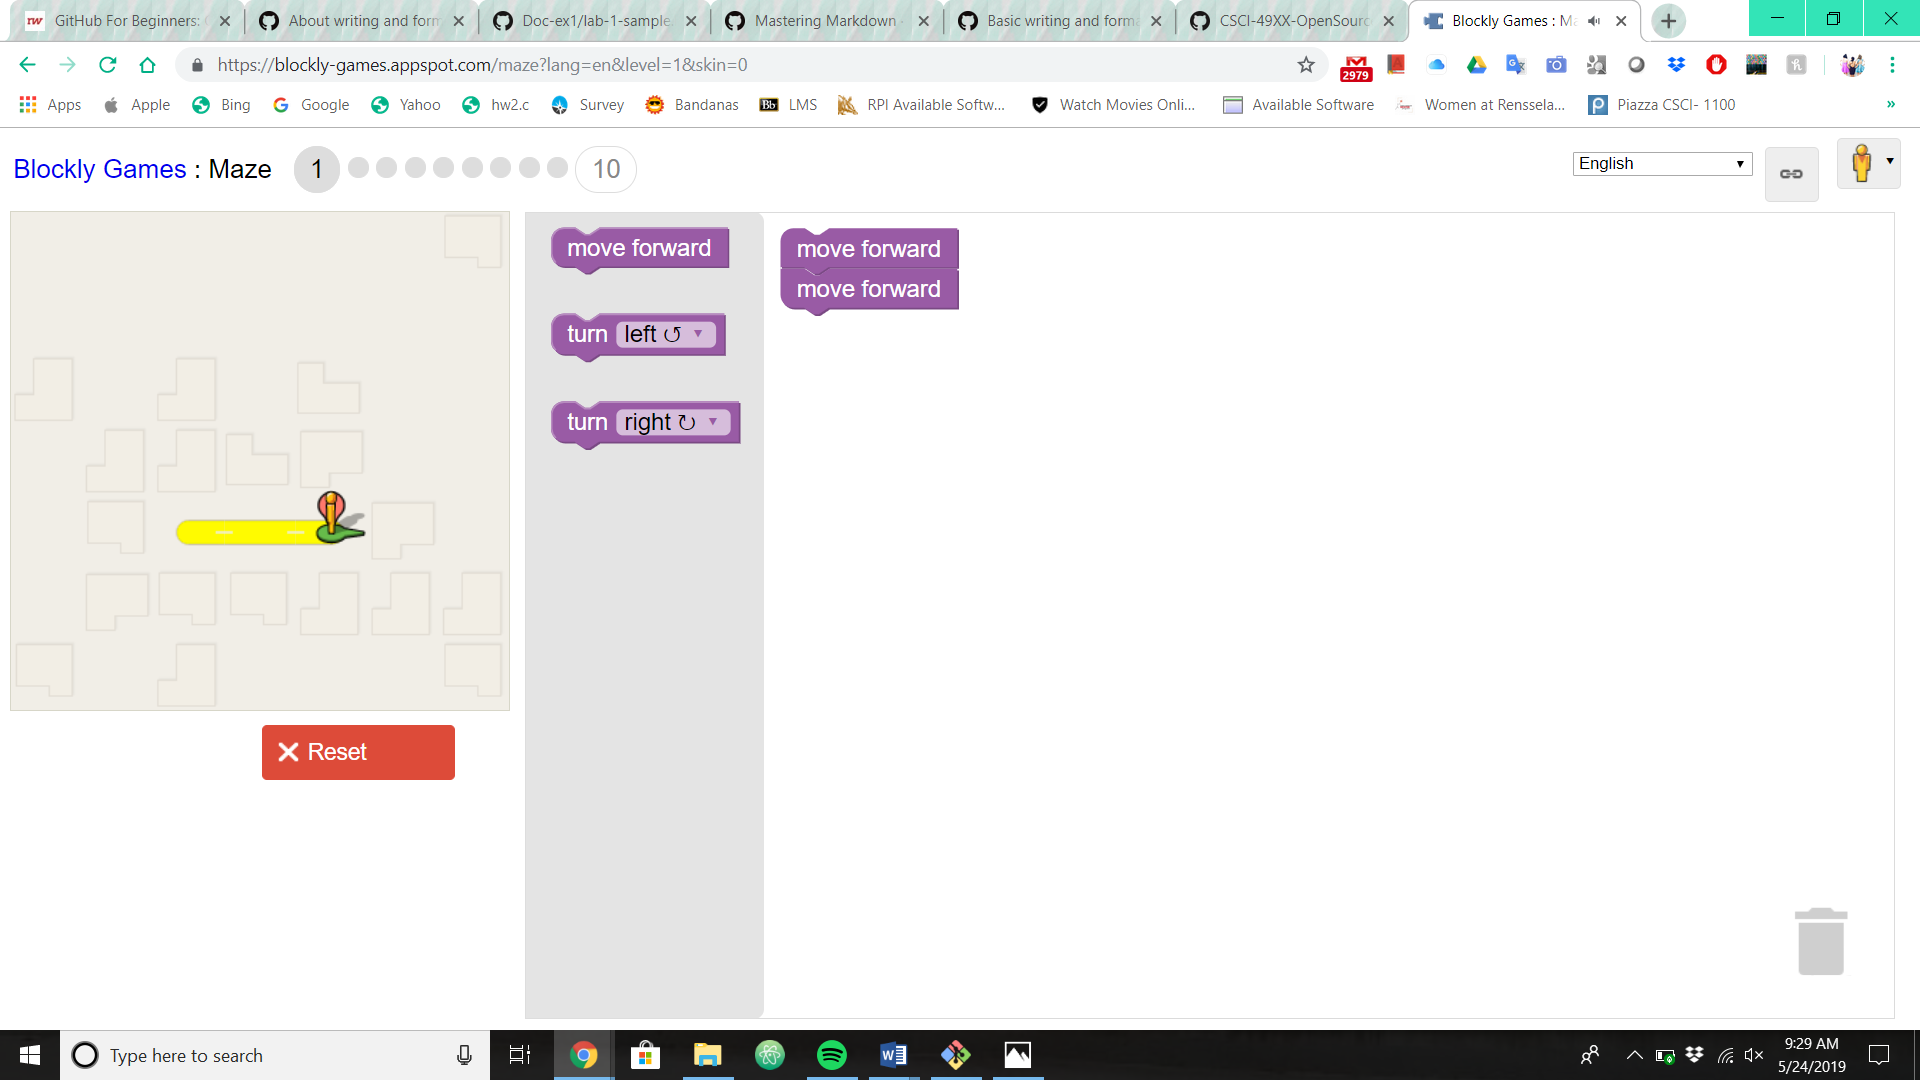 GitHub For Beginners:
About writing and form
Doc-ex1/lab-1-sample.
Mastering Markdown
Basic writing and forma
CSCI-49XX-OpenSourc
Blockly Games : Ma
https://blockly-games.appspot.com/maze?lang=en&level=1&skin=0
2979
Apps
Apple
Bing
Google
Yahoo
hw2.c
Survey
Bandanas
Bb
LMS
RPI Available Softw...
Watch Movies Onli...
Available Software
Women at Renssela...
Piazza CSCI- 1100
»
Blockly Games : Maze
1
10
English
move forward
turn left ↺
turn right ↻
move forward
move forward
Reset
Type here to search
9:29 AM
5/24/2019